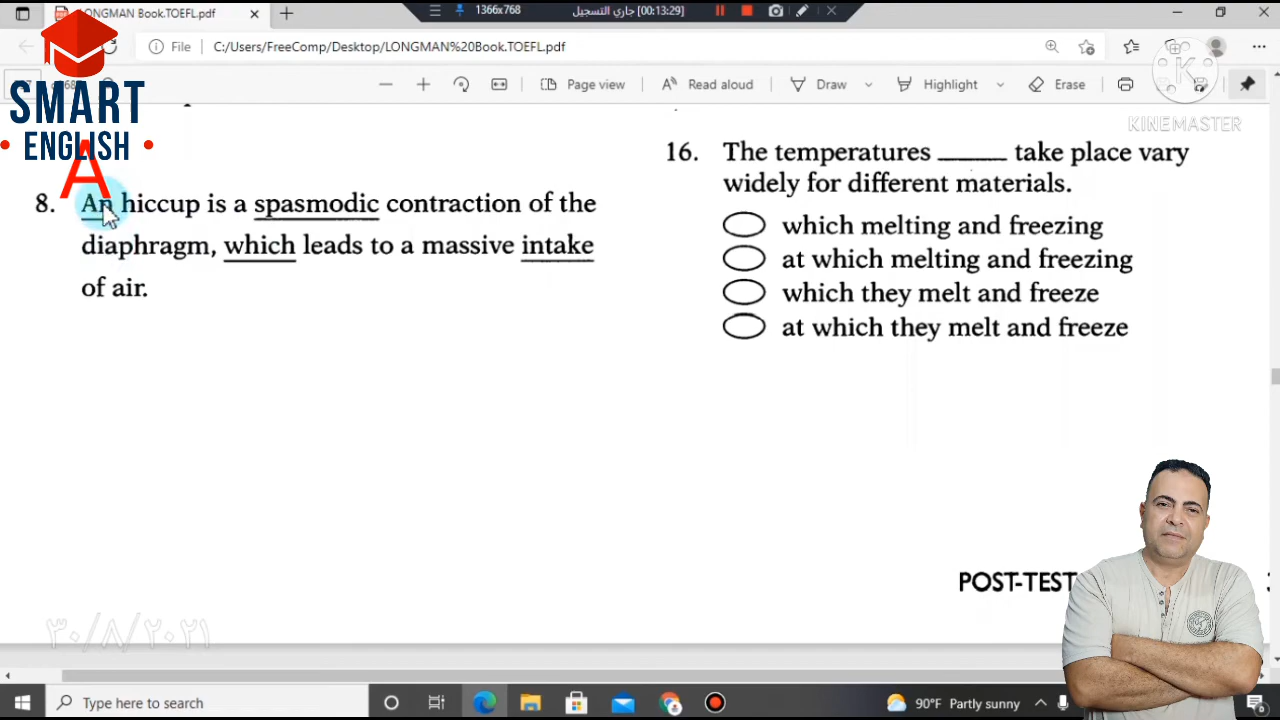 LONGMAN Book.TOEFL.pdf
1366x768
جاري التسجيل [00:13:29]
File
C:/Users/FreeComp/Desktop/LONGMAN%20Book.TOEFL.pdf
Page view
Read aloud
Draw
Highlight
Erase
SMART
ENGLISH
A
K
KINEMASTER
8. An hiccup is a spasmodic contraction of the
diaphragm, which leads to a massive intake
of air.
16. The temperatures _____ take place vary
widely for different materials.
which melting and freezing
at which melting and freezing
which they melt and freeze
at which they melt and freeze
POST-TEST
٣٠/٨/٢٠٢١
Type here to search
90°F Partly sunny